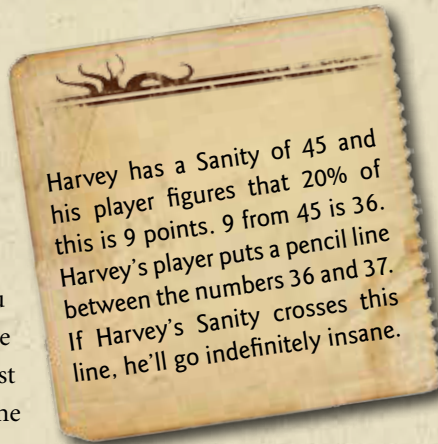 Harvey has a Sanity of 45 and
his player figures that 20% of
this is 9 points. 9 from 45 is 36.
Harvey's player puts a pencil line
between the numbers 36 and 37.
If Harvey's Sanity crosses this
line, he'll go indefinitely insane.